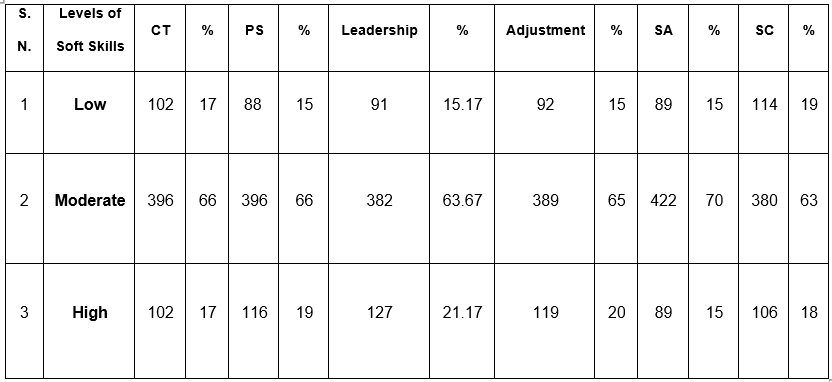 S. N. Levels of Soft Skills CT % PS % Leadership % Adjustment % SA % SC %
1 Low 102 17 88 15 91 15.17 92 15 89 15 114 19
2 Moderate 396 66 396 66 382 63.67 389 65 422 70 380 63
3 High 102 17 116 19 127 21.17 119 20 89 15 106 18